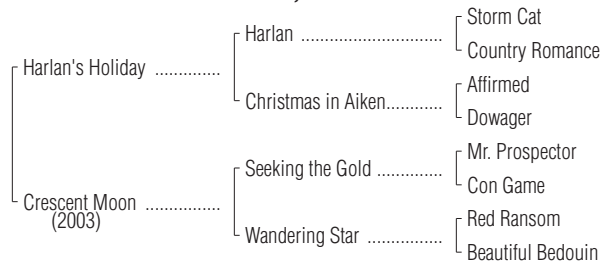 Storm Cat
Harlan ............................
Country Romance
Harlan's Holiday .............
Affirmed
Christmas in Aiken...........
Dowager
Mr. Prospector
Seeking the Gold .............
Con Game
Crescent Moon ...............
(2003)
Red Ransom
Wandering Star ...............
Beautiful Bedouin